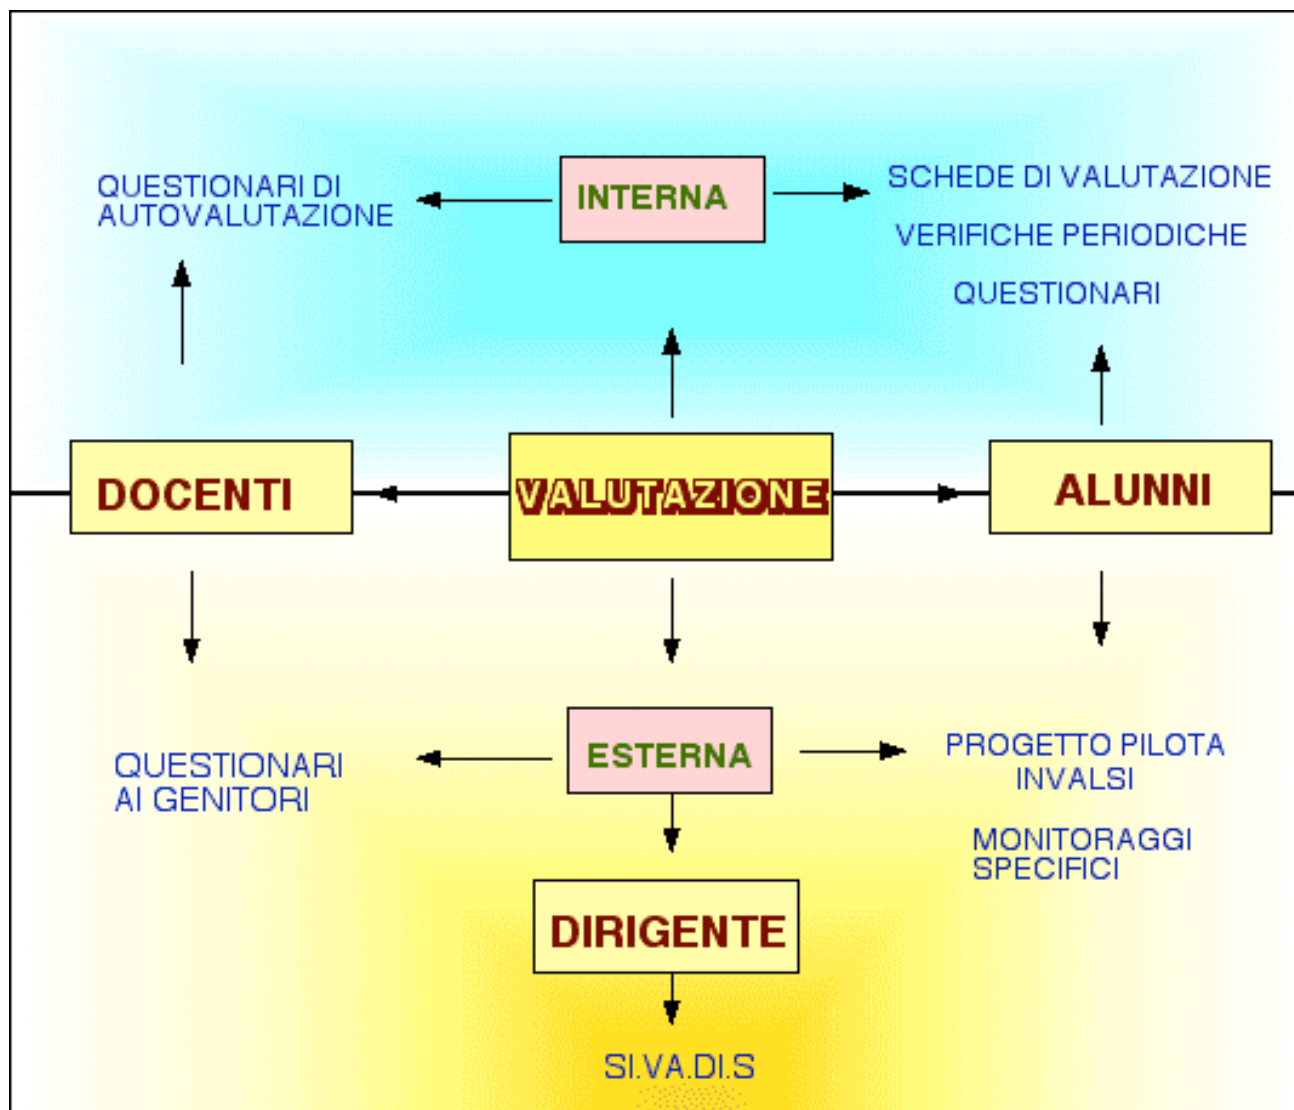 INTERNA
QUESTIONARI DI
AUTOVALUTAZIONE
SCHEDE DI VALUTAZIONE
VERIFICHE PERIODICHE
QUESTIONARI
DOCENTI
VALUTAZIONE
ALUNNI
ESTERNA
QUESTIONARI
AI GENITORI
PROGETTO PILOTA
INVALSI
MONITORAGGI
SPECIFICI
DIRIGENTE
SI.VA.DI.S